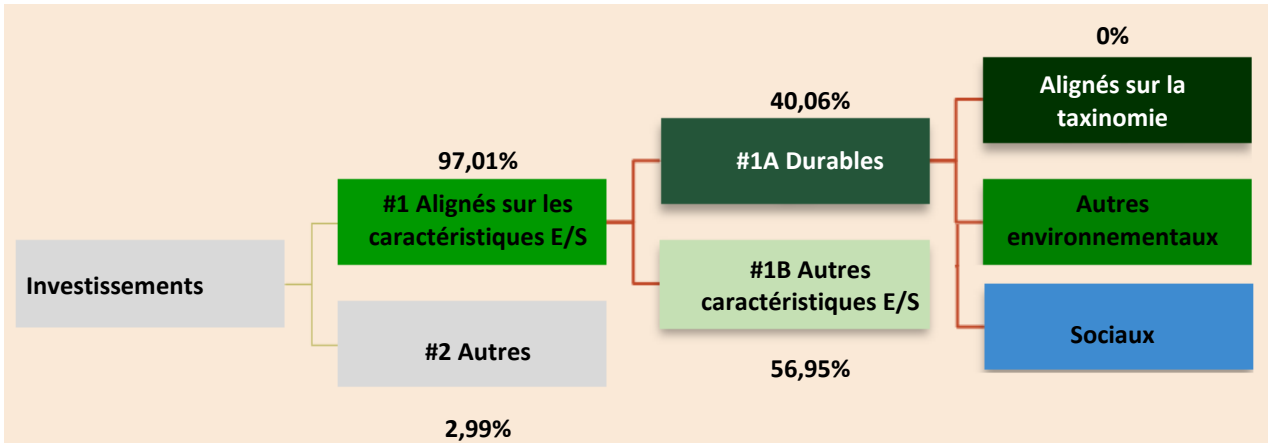 0%
Alignés sur la
taxinomie
40,06%
#1A Durables
97,01%
#1 Alignés sur les
caractéristiques E/S
Autres
environnementaux
#1B Autres
caractéristiques E/S
Investissements
Sociaux
#2 Autres
56,95%
2,99%